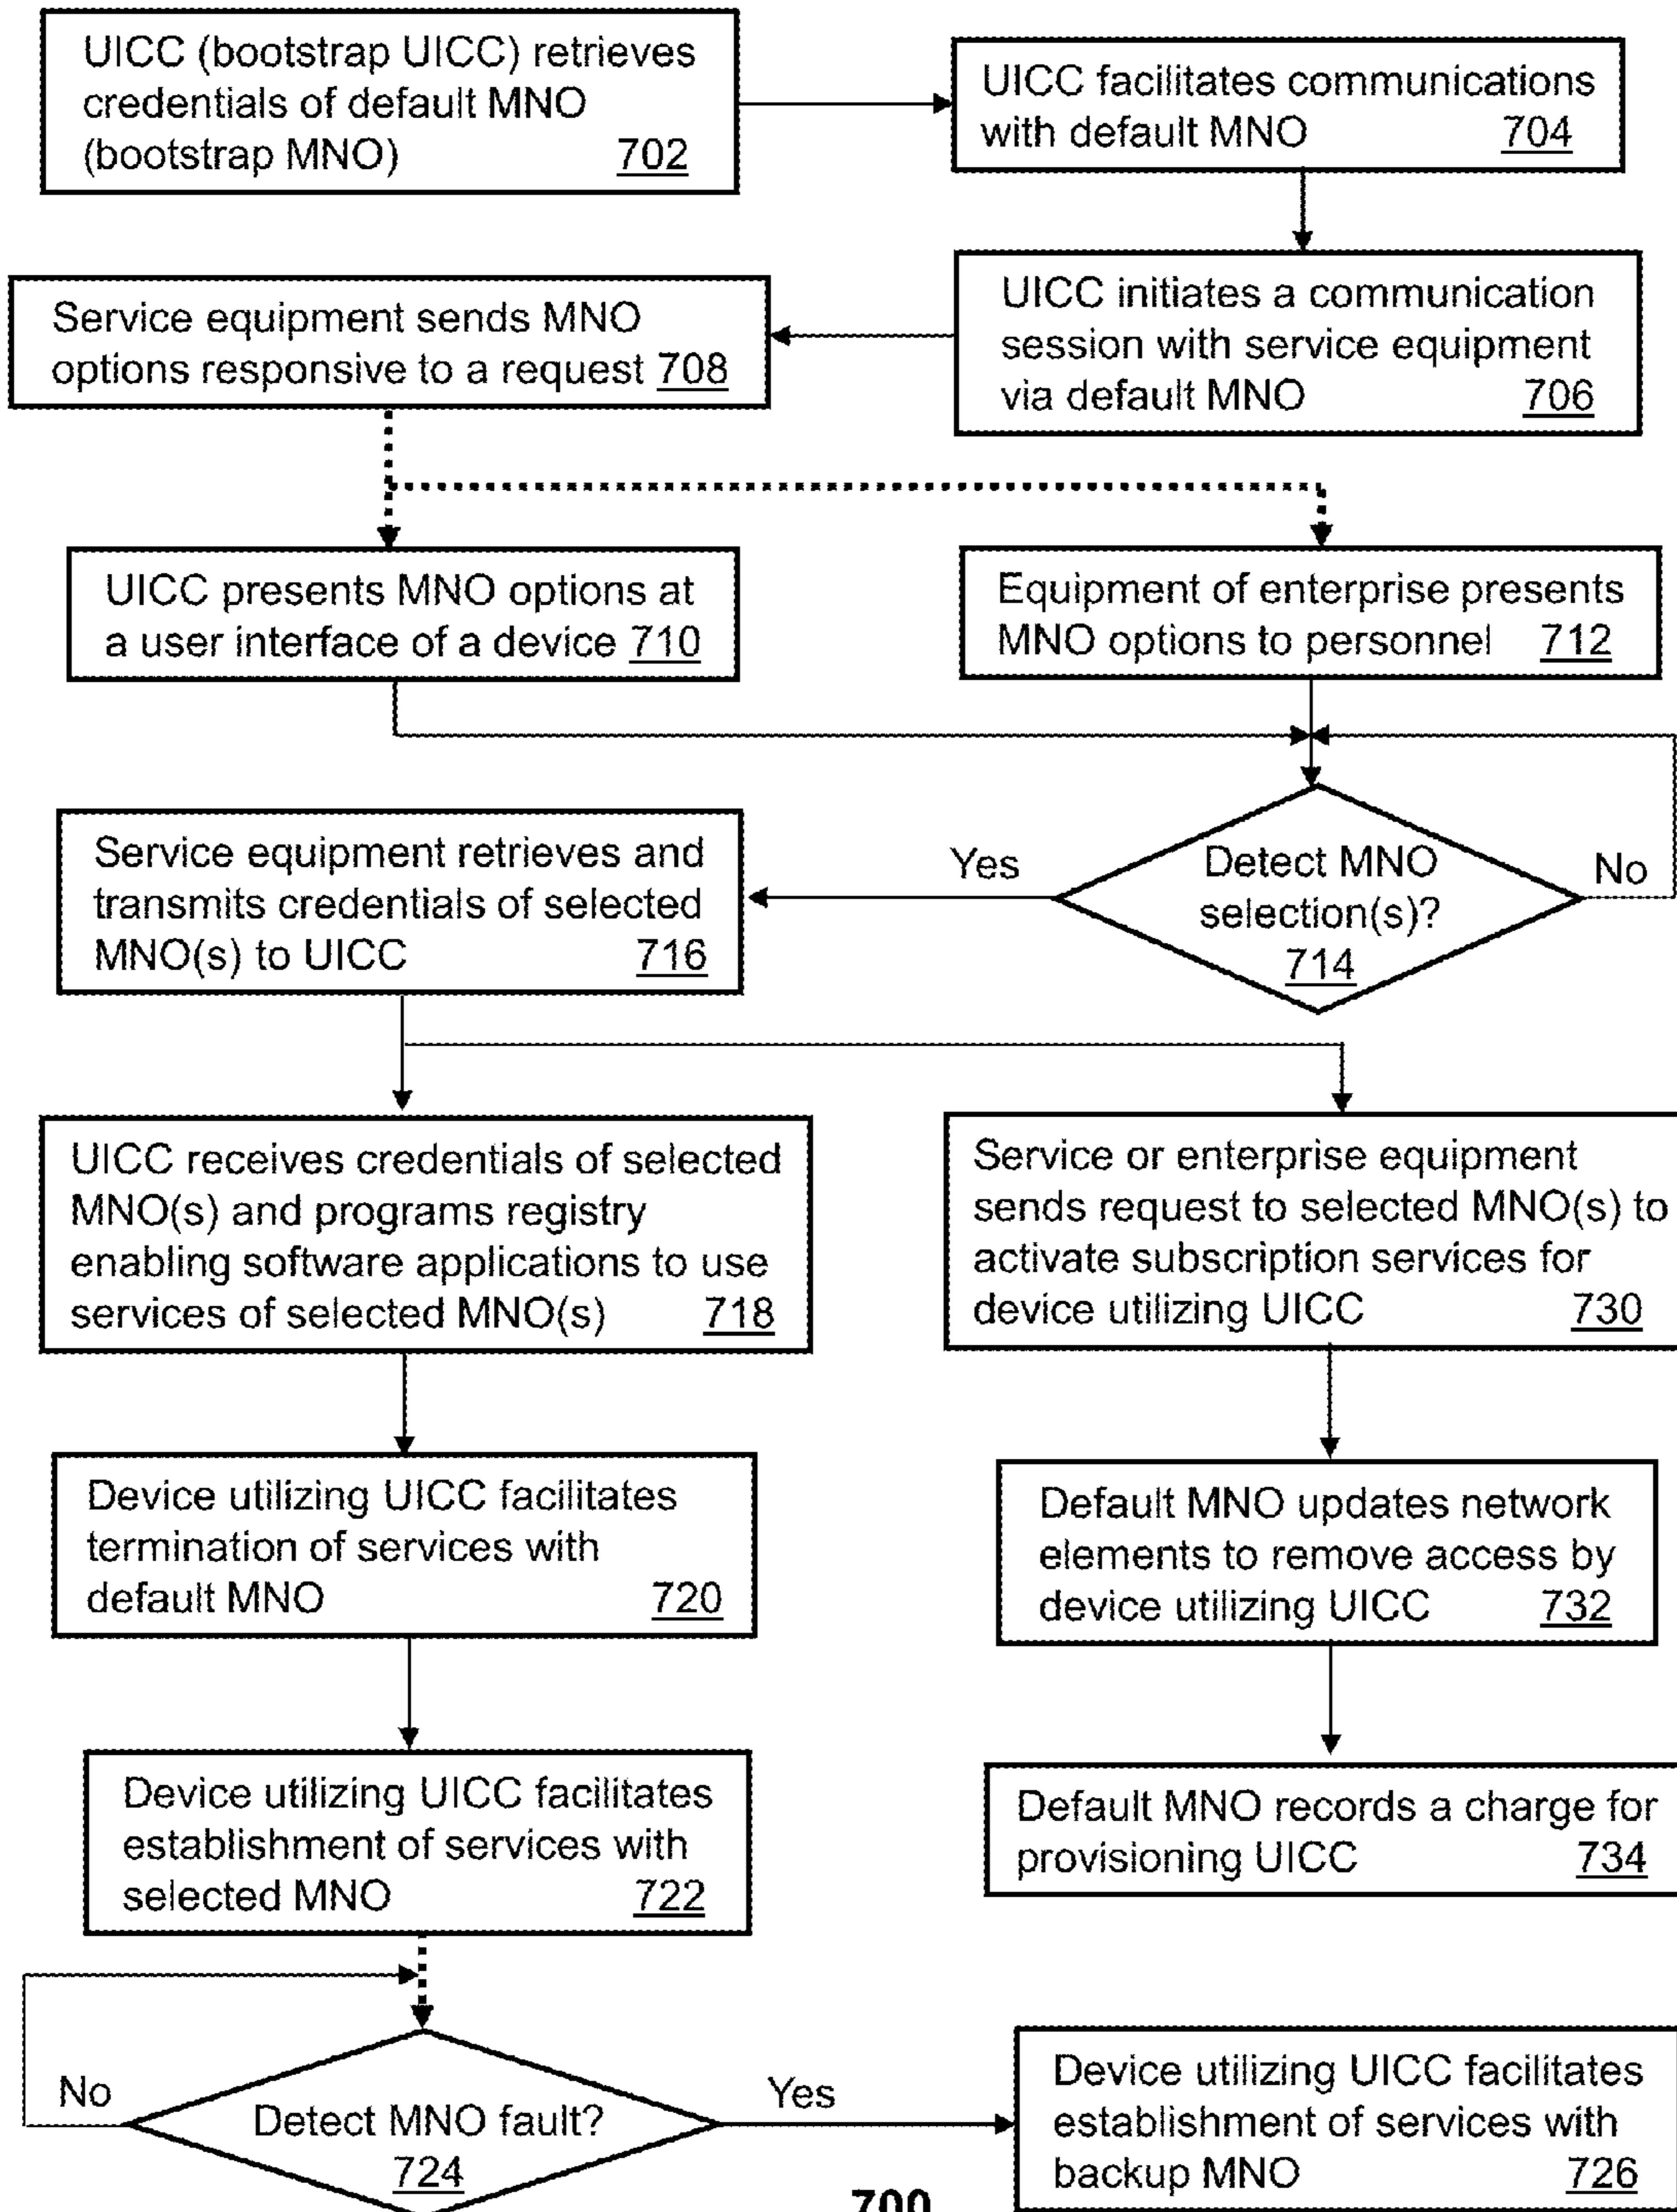 UICC (bootstrap UICC) retrieves
credentials of default MNO
(bootstrap MNO) 702
UICC facilitates communications
with default MNO 704
UICC initiates a communication
session with service equipment
via default MNO 706
Service equipment sends MNO
options responsive to a request 708
UICC presents MNO options at
a user interface of a device 710
Equipment of enterprise presents
MNO options to personnel 712
Detect MNO
selection(s)?
714
No
Yes
Service equipment retrieves and
transmits credentials of selected
MNO(s) to UICC 716
UICC receives credentials of selected
MNO(s) and programs registry
enabling software applications to use
services of selected MNO(s) 718
Service or enterprise equipment
sends request to selected MNO(s) to
activate subscription services for
device utilizing UICC 730
Device utilizing UICC facilitates
termination of services with
default MNO 720
Default MNO updates network
elements to remove access by
device utilizing UICC 732
Device utilizing UICC facilitates
establishment of services with
selected MNO 722
Default MNO records a charge for
provisioning UICC 734
No
Detect MNO fault?
724
Yes
Device utilizing UICC facilitates
establishment of services with
backup MNO 726
700